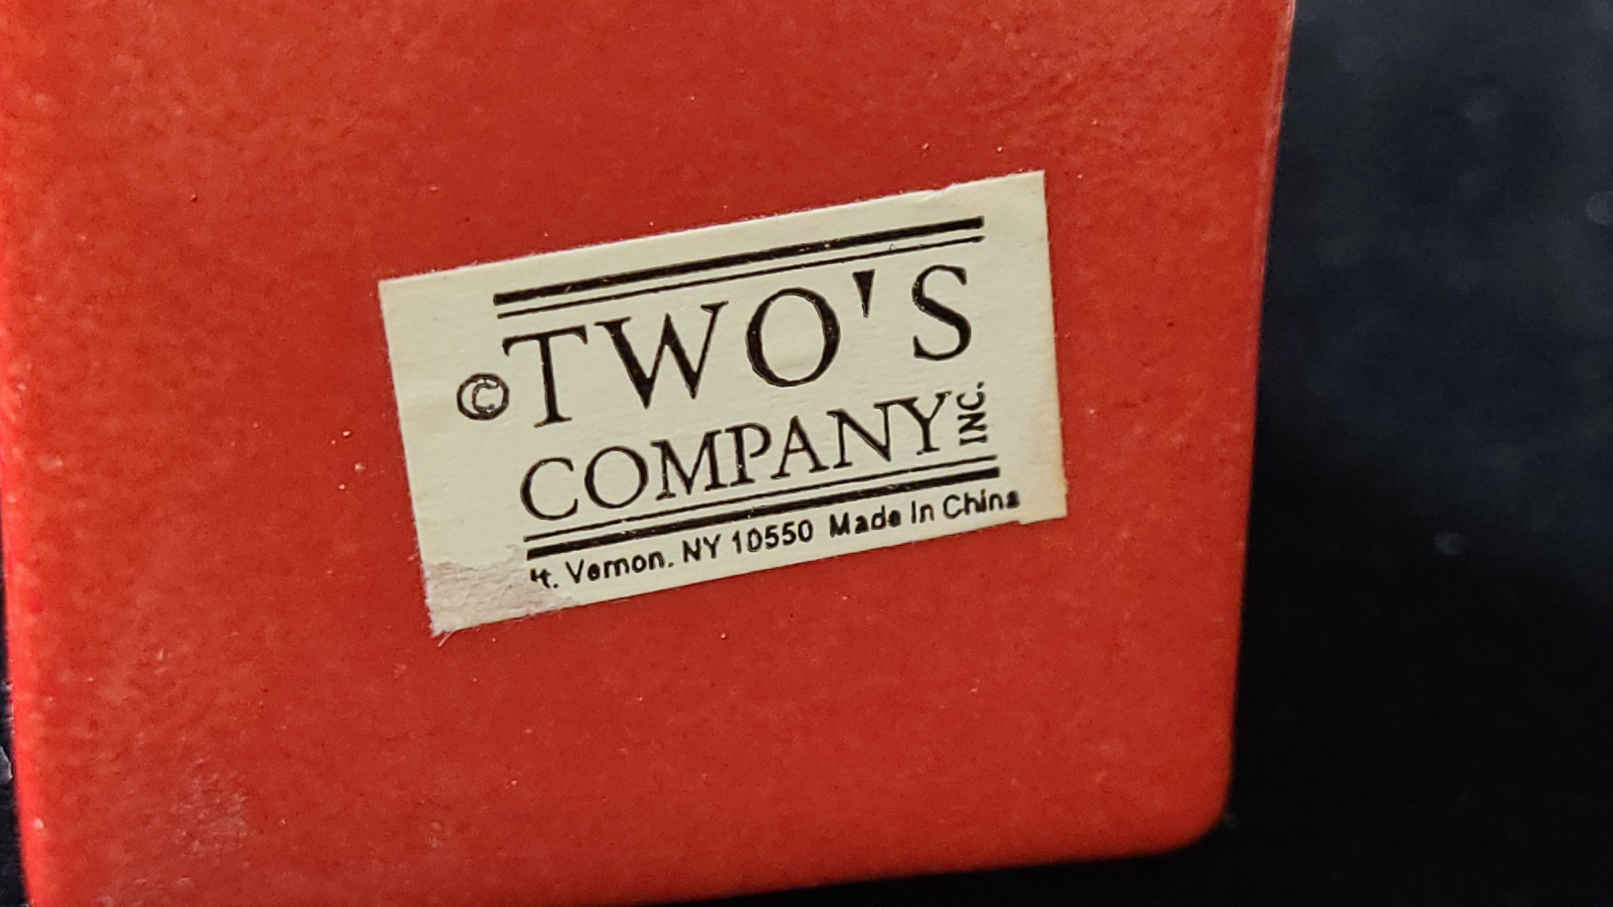 © TWO'S
COMPANY INC.
t. Vernon. NY 10550 Made In China